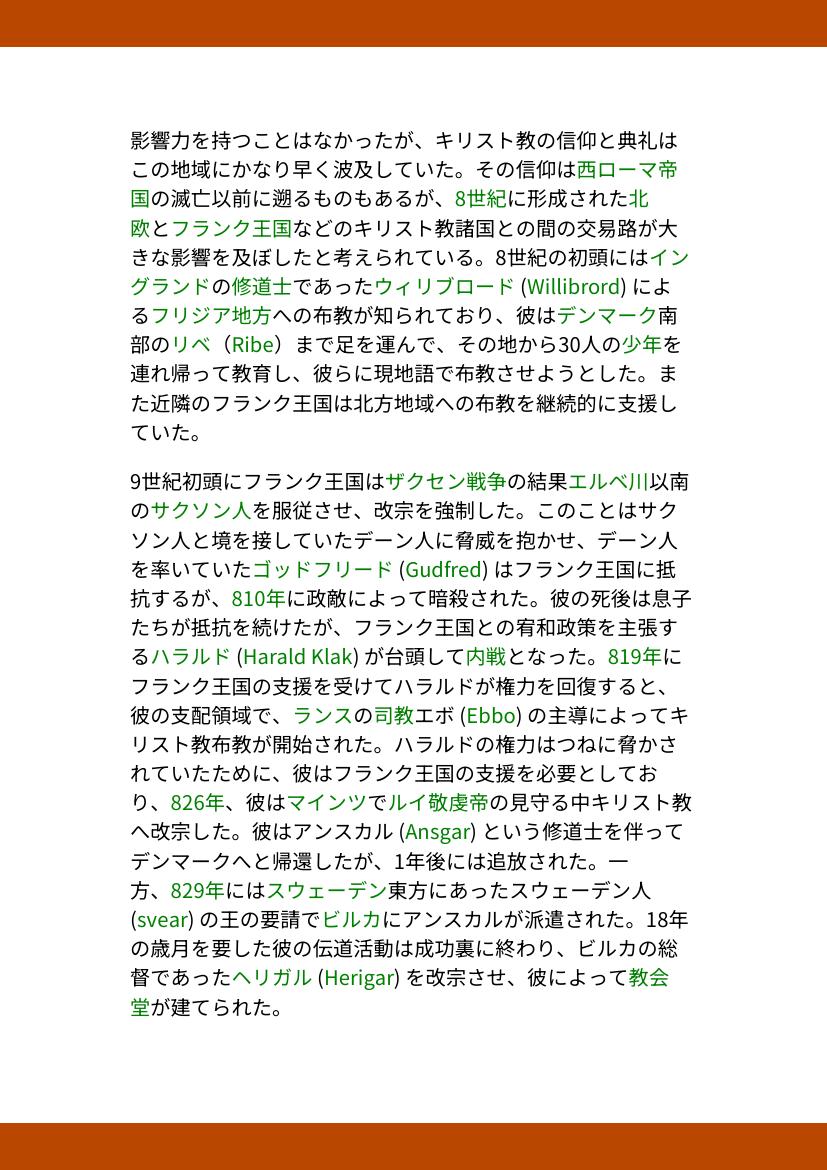 影響力を持つことはなかったが、キリスト教の信仰と典礼は
この地域にかなり早く波及していた。その信仰は西ローマ帝
国の滅亡以前に遡るものもあるが、8世紀に形成された北
欧とフランク王国などのキリスト教諸国との間の交易路が大
きな影響を及ぼしたと考えられている。8世紀の初頭にはイン
グランドの修道士であったウィリブロード (Willibrord) によ
るフリジア地方への布教が知られており、彼はデンマーク南
部のリベ（Ribe）まで足を運んで、その地から30人の少年を
連れ帰って教育し、彼らに現地語で布教させようとした。ま
た近隣のフランク王国は北方地域への布教を継続的に支援し
ていた。
9世紀初頭にフランク王国はザクセン戦争の結果エルベ川以南
のサクソン人を服従させ、改宗を強制した。このことはサク
ソン人と境を接していたデーン人に脅威を抱かせ、デーン人
を率いていたゴッドフリード (Gudfred) はフランク王国に抵
抗するが、810年に政敵によって暗殺された。彼の死後は息子
たちが抵抗を続けたが、フランク王国との宥和政策を主張す
るハラルド (Harald Klak) が台頭して内戦となった。819年に
フランク王国の支援を受けてハラルドが権力を回復すると、
彼の支配領域で、ランスの司教エボ (Ebbo) の主導によってキ
リスト教布教が開始された。ハラルドの権力はつねに脅かさ
れていたために、彼はフランク王国の支援を必要としてお
り、826年、彼はマインツでルイ敬虔帝の見守る中キリスト教
へ改宗した。彼はアンスカル (Ansgar) という修道士を伴って
デンマークへと帰還したが、1年後には追放された。一
方、829年にはスウェーデン東方にあったスウェーデン人
(svear) の王の要請でビルカにアンスカルが派遣された。18年
の歳月を要した彼の伝道活動は成功裏に終わり、ビルカの総
督であったヘリガル (Herigar) を改宗させ、彼によって教会
堂が建てられた。